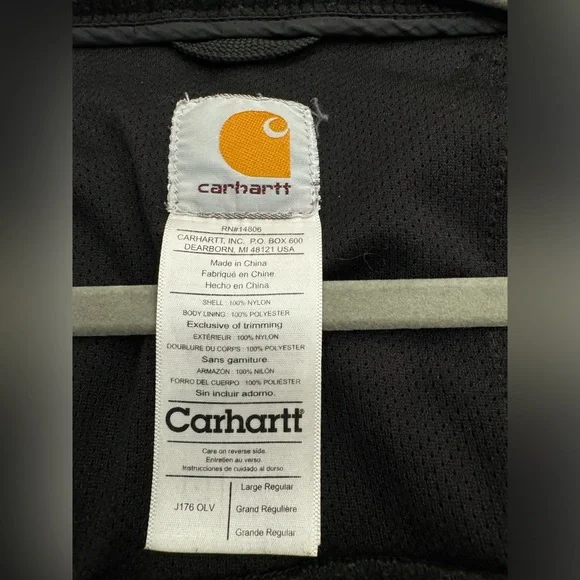 carhartt
RN#14806
CARHARTT, INC. P.O. BOX 600
DEARBORN, MI 48121 USA
Made in China
Fabriqué en Chine
Hecho en China
SHELL : 100% NYLON
BODY LINING : 100% POLYESTER
Exclusive of trimming
EXTÉRIEUR : 100% NYLON
DOUBLURE DU CORPS : 100% POLYESTER
Sans garniture.
ARMAZÓN : 100% NILÓN
FORRO DEL CUERPO : 100% POLIÉSTER
Sin incluir adorno.
Carhartt
Care on reverse side.
Entretien au verso
Instrucciones de cuidado al dorso
J176 OLV
Large Regular
Grand Régulière
Grande Regular